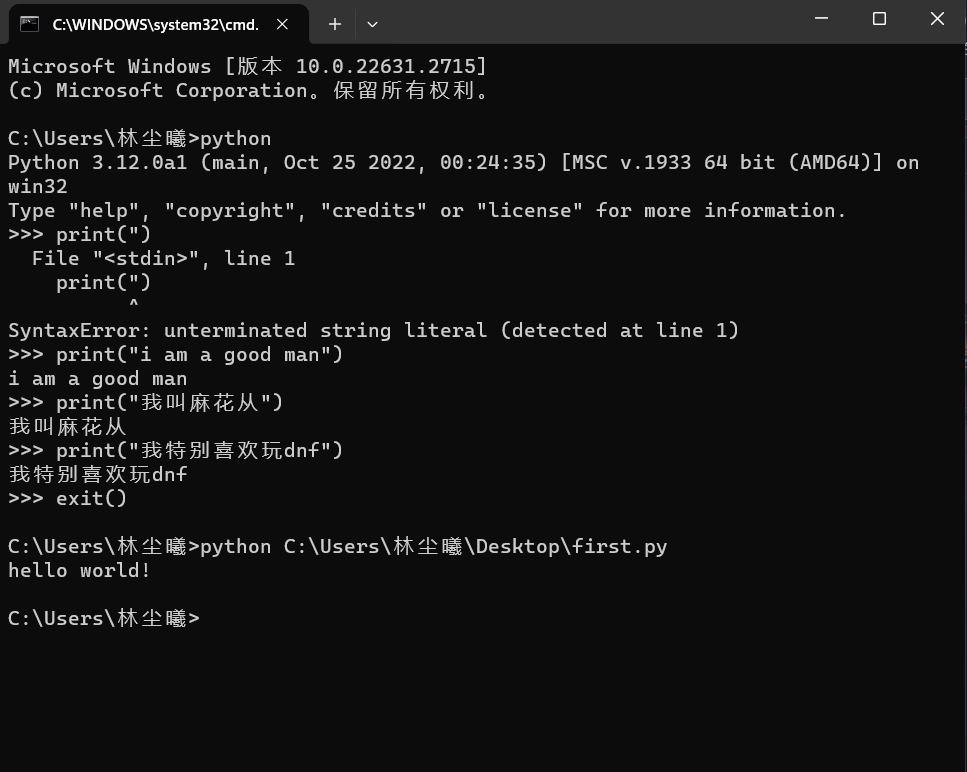 C:\WINDOWS\system32\cmd.
Microsoft Windows [版本 10.0.22631.2715]
(c) Microsoft Corporation。保留所有权利。
C:\Users\林尘曦>python
Python 3.12.0a1 (main, Oct 25 2022, 00:24:35) [MSC v.1933 64 bit (AMD64)] on
win32
Type "help", "copyright", "credits" or "license" for more information.
>>> print(")
  File "<stdin>", line 1
    print(")
          ^
SyntaxError: unterminated string literal (detected at line 1)
>>> print("i am a good man")
i am a good man
>>> print("我叫麻花从")
我叫麻花从
>>> print("我特别喜欢玩dnf")
我特别喜欢玩dnf
>>> exit()
C:\Users\林尘曦>python C:\Users\林尘曦\Desktop\first.py
hello world!
C:\Users\林尘曦>